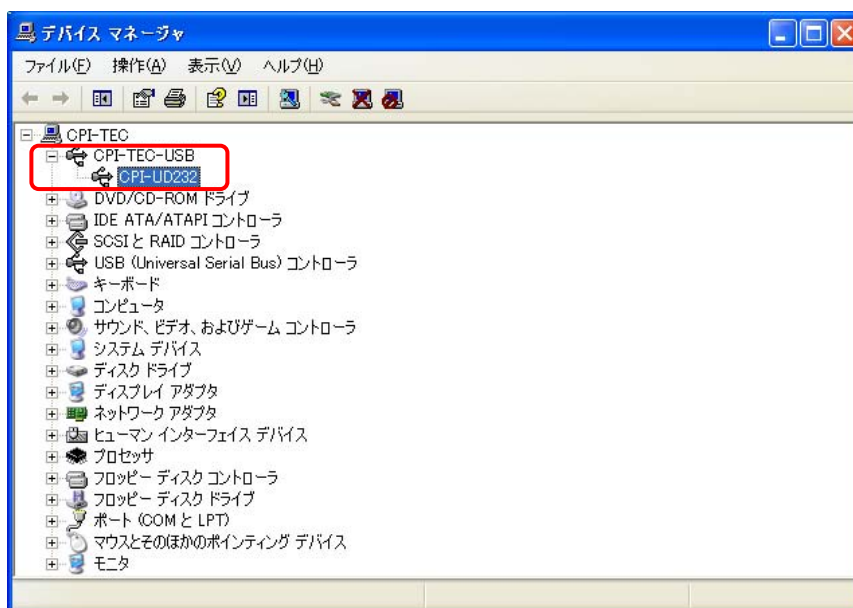 デバイス マネージャ
ファイル(F) 操作(A) 表示(V) ヘルプ(H)
CPI-TEC
CPI-TEC-USB
CPI-UD232
DVD/CD-ROM ドライブ
IDE ATA/ATAPI コントローラ
SCSI と RAID コントローラ
USB (Universal Serial Bus) コントローラ
キーボード
コンピュータ
サウンド、ビデオ、およびゲーム コントローラ
システム デバイス
ディスク ドライブ
ディスプレイ アダプタ
ネットワーク アダプタ
ヒューマン インターフェイス デバイス
プロセッサ
フロッピー ディスク コントローラ
フロッピー ディスク ドライブ
ポート (COM と LPT)
マウスとそのほかのポインティング デバイス
モニタ